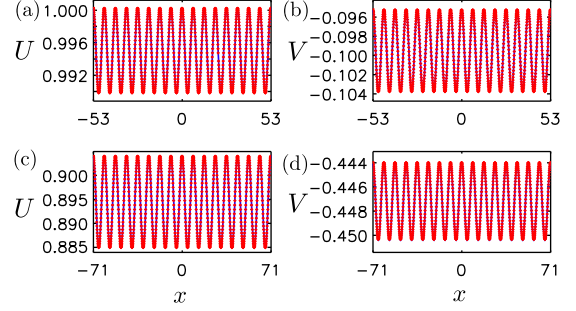 (a) 1.000 0.996 0.992 U −53 0 53
(b) −0.096 −0.100 −0.102 −0.104 V −53 0 53
(c) 0.900 0.895 0.890 0.885 U −71 0 71 x
(d) −0.444 −0.446 −0.448 −0.450 V −71 0 71 x